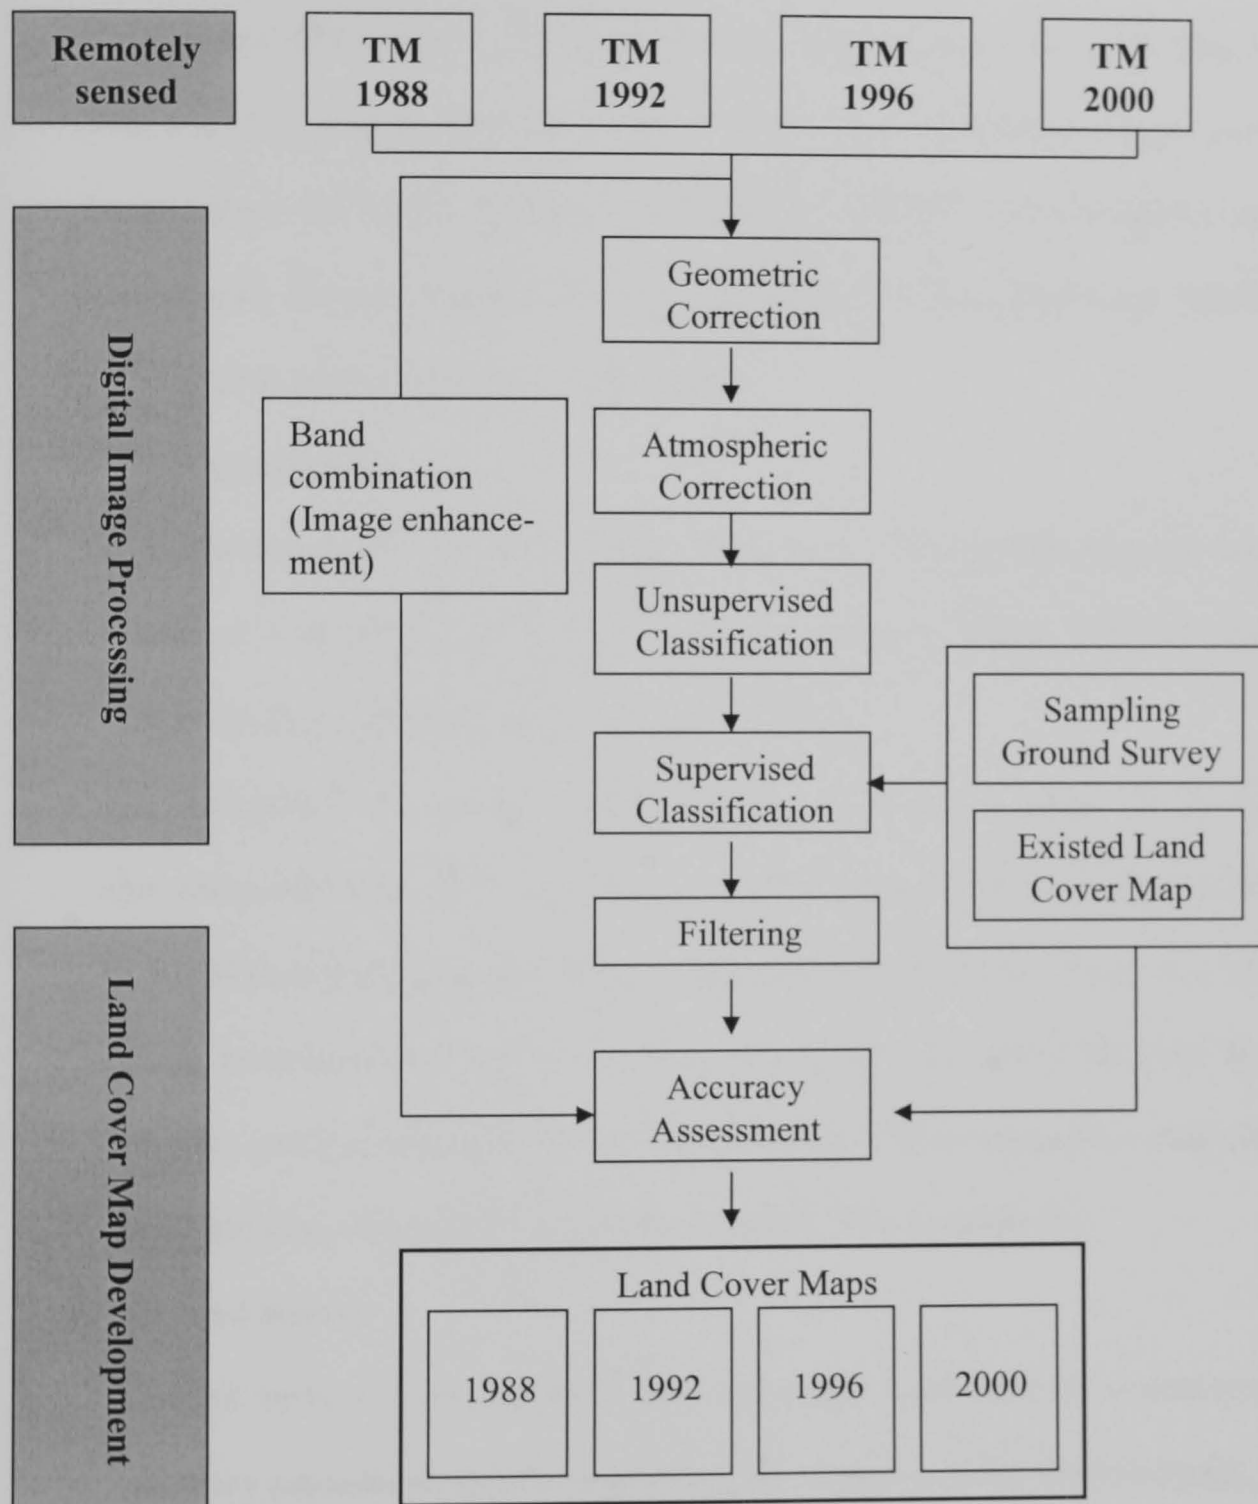 Remotely
sensed
TM
1988
TM
1992
TM
1996
TM
2000
Digital Image Processing
Geometric
Correction
Band
combination
(Image enhance-
ment)
Atmospheric
Correction
Unsupervised
Classification
Sampling
Ground Survey
Supervised
Classification
Existed Land
Cover Map
Filtering
Land Cover Map Development
Accuracy
Assessment
Land Cover Maps
1988
1992
1996
2000